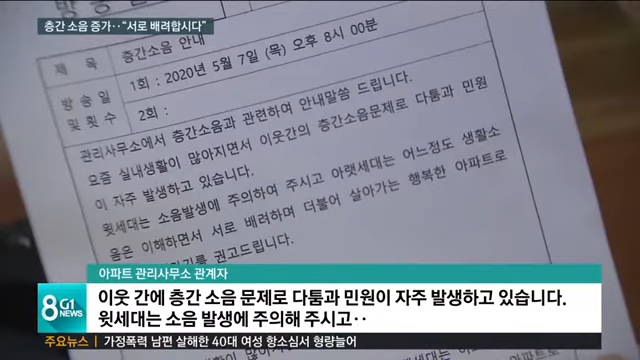 층간 소음 증가‥“서로 배려합시다”
제 목
층간소음 안내
방 송 일
및 횟 수
1회 : 2020년 5월 7일 (목) 오후 8시 00분
2회 :
관리사무소에서 층간소음과 관련하여 안내말씀 드립니다.
요즘 실내생활이 많아지면서 이웃간의 층간소음문제로 다툼과 민원
이 자주 발생하고 있습니다.
윗세대는 소음발생에 주의하여 주시고 아랫세대는 어느정도 생활소
음은 이해하면서 서로 배려하며 더불어 살아가는 행복한 아파트로
를 권고드립니다.
아파트 관리사무소 관계자
8 G1 NEWS
이웃 간에 층간 소음 문제로 다툼과 민원이 자주 발생하고 있습니다.
윗세대는 소음 발생에 주의해 주시고‥
주요뉴스
가정폭력 남편 살해한 40대 여성 항소심서 형량늘어